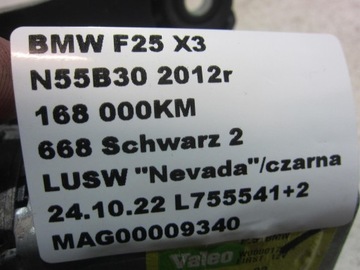 BMW F25 X3
N55B30 2012r
168 000KM
668 Schwarz 2
LUSW "Nevada"/czarna
24.10.22 L755541+2
MAG00009340
Valeo